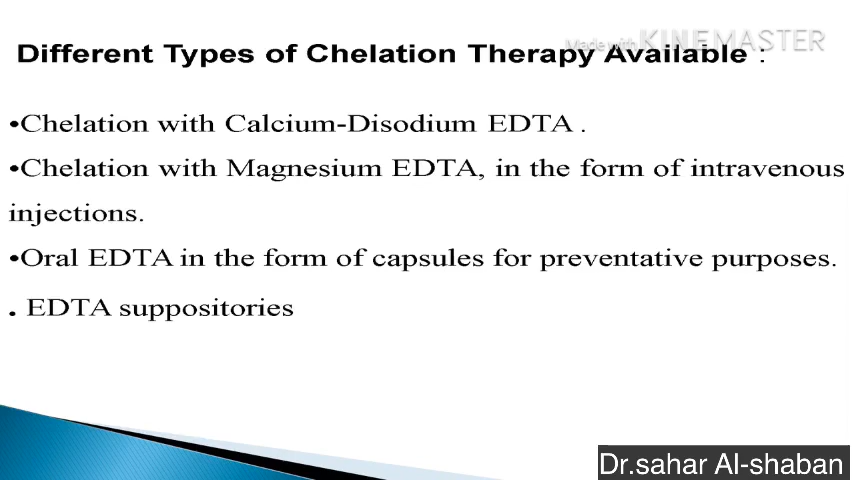 Made with KINEMASTER
Different Types of Chelation Therapy Available :
•Chelation with Calcium-Disodium EDTA .
•Chelation with Magnesium EDTA, in the form of intravenous
injections.
•Oral EDTA in the form of capsules for preventative purposes.
. EDTA suppositories
Dr.sahar Al-shaban